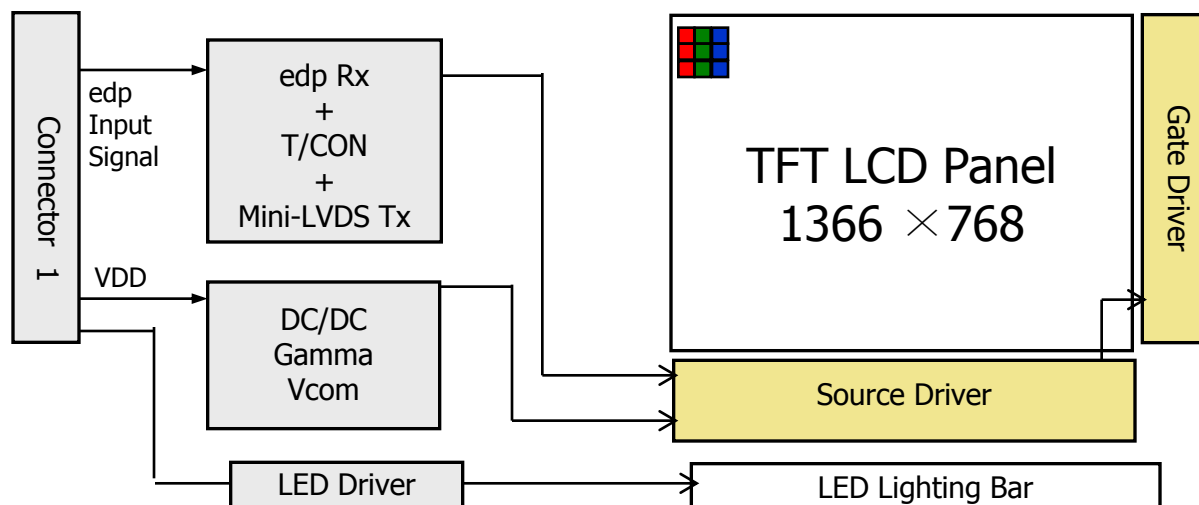 Connector 1
edp
Input
Signal
edp Rx
+
T/CON
+
Mini-LVDS Tx
VDD
DC/DC
Gamma
Vcom
LED Driver
TFT LCD Panel
1366 ×768
Gate Driver
Source Driver
LED Lighting Bar